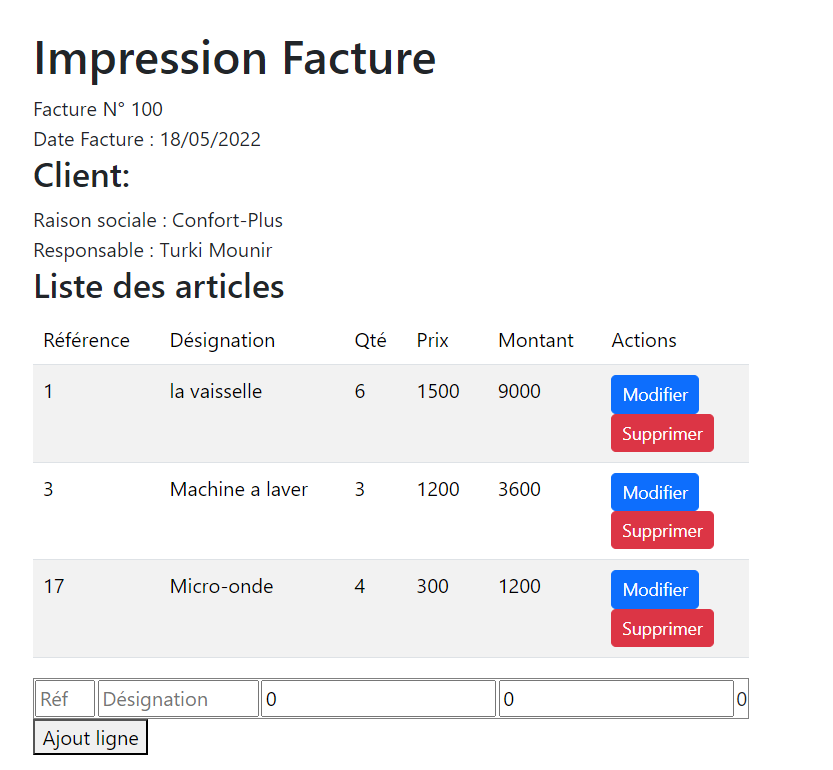 Impression Facture
Facture N° 100
Date Facture : 18/05/2022
Client:
Raison sociale : Confort-Plus
Responsable : Turki Mounir
Liste des articles
Référence Désignation Qté Prix Montant Actions
1 la vaisselle 6 1500 9000 Modifier
Supprimer
3 Machine a laver 3 1200 3600 Modifier
Supprimer
17 Micro-onde 4 300 1200 Modifier
Supprimer
Réf Désignation 0 0 0
Ajout ligne